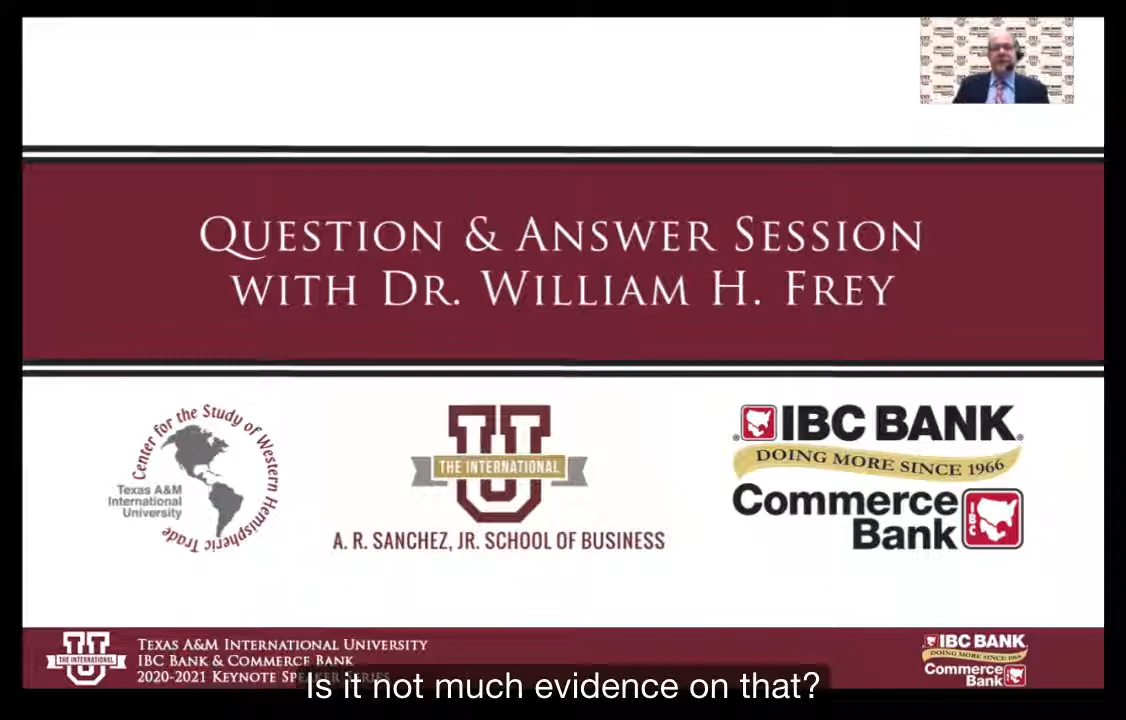 QUESTION & ANSWER SESSION
WITH DR. WILLIAM H. FREY
Center for the Study of Western Hemispheric Trade
Texas A&M
International
University
U
THE INTERNATIONAL
A. R. SANCHEZ, JR. SCHOOL OF BUSINESS
IBC BANK
DOING MORE SINCE 1966
Commerce
Bank
IBC
U
THE INTERNATIONAL
TEXAS A&M INTERNATIONAL UNIVERSITY
IBC BANK & COMMERCE BANK
2020-2021 KEYNOTE SPEAKER SERIES
IBC BANK
DOING MORE SINCE 1966
Commerce
Bank
Is it not much evidence on that?